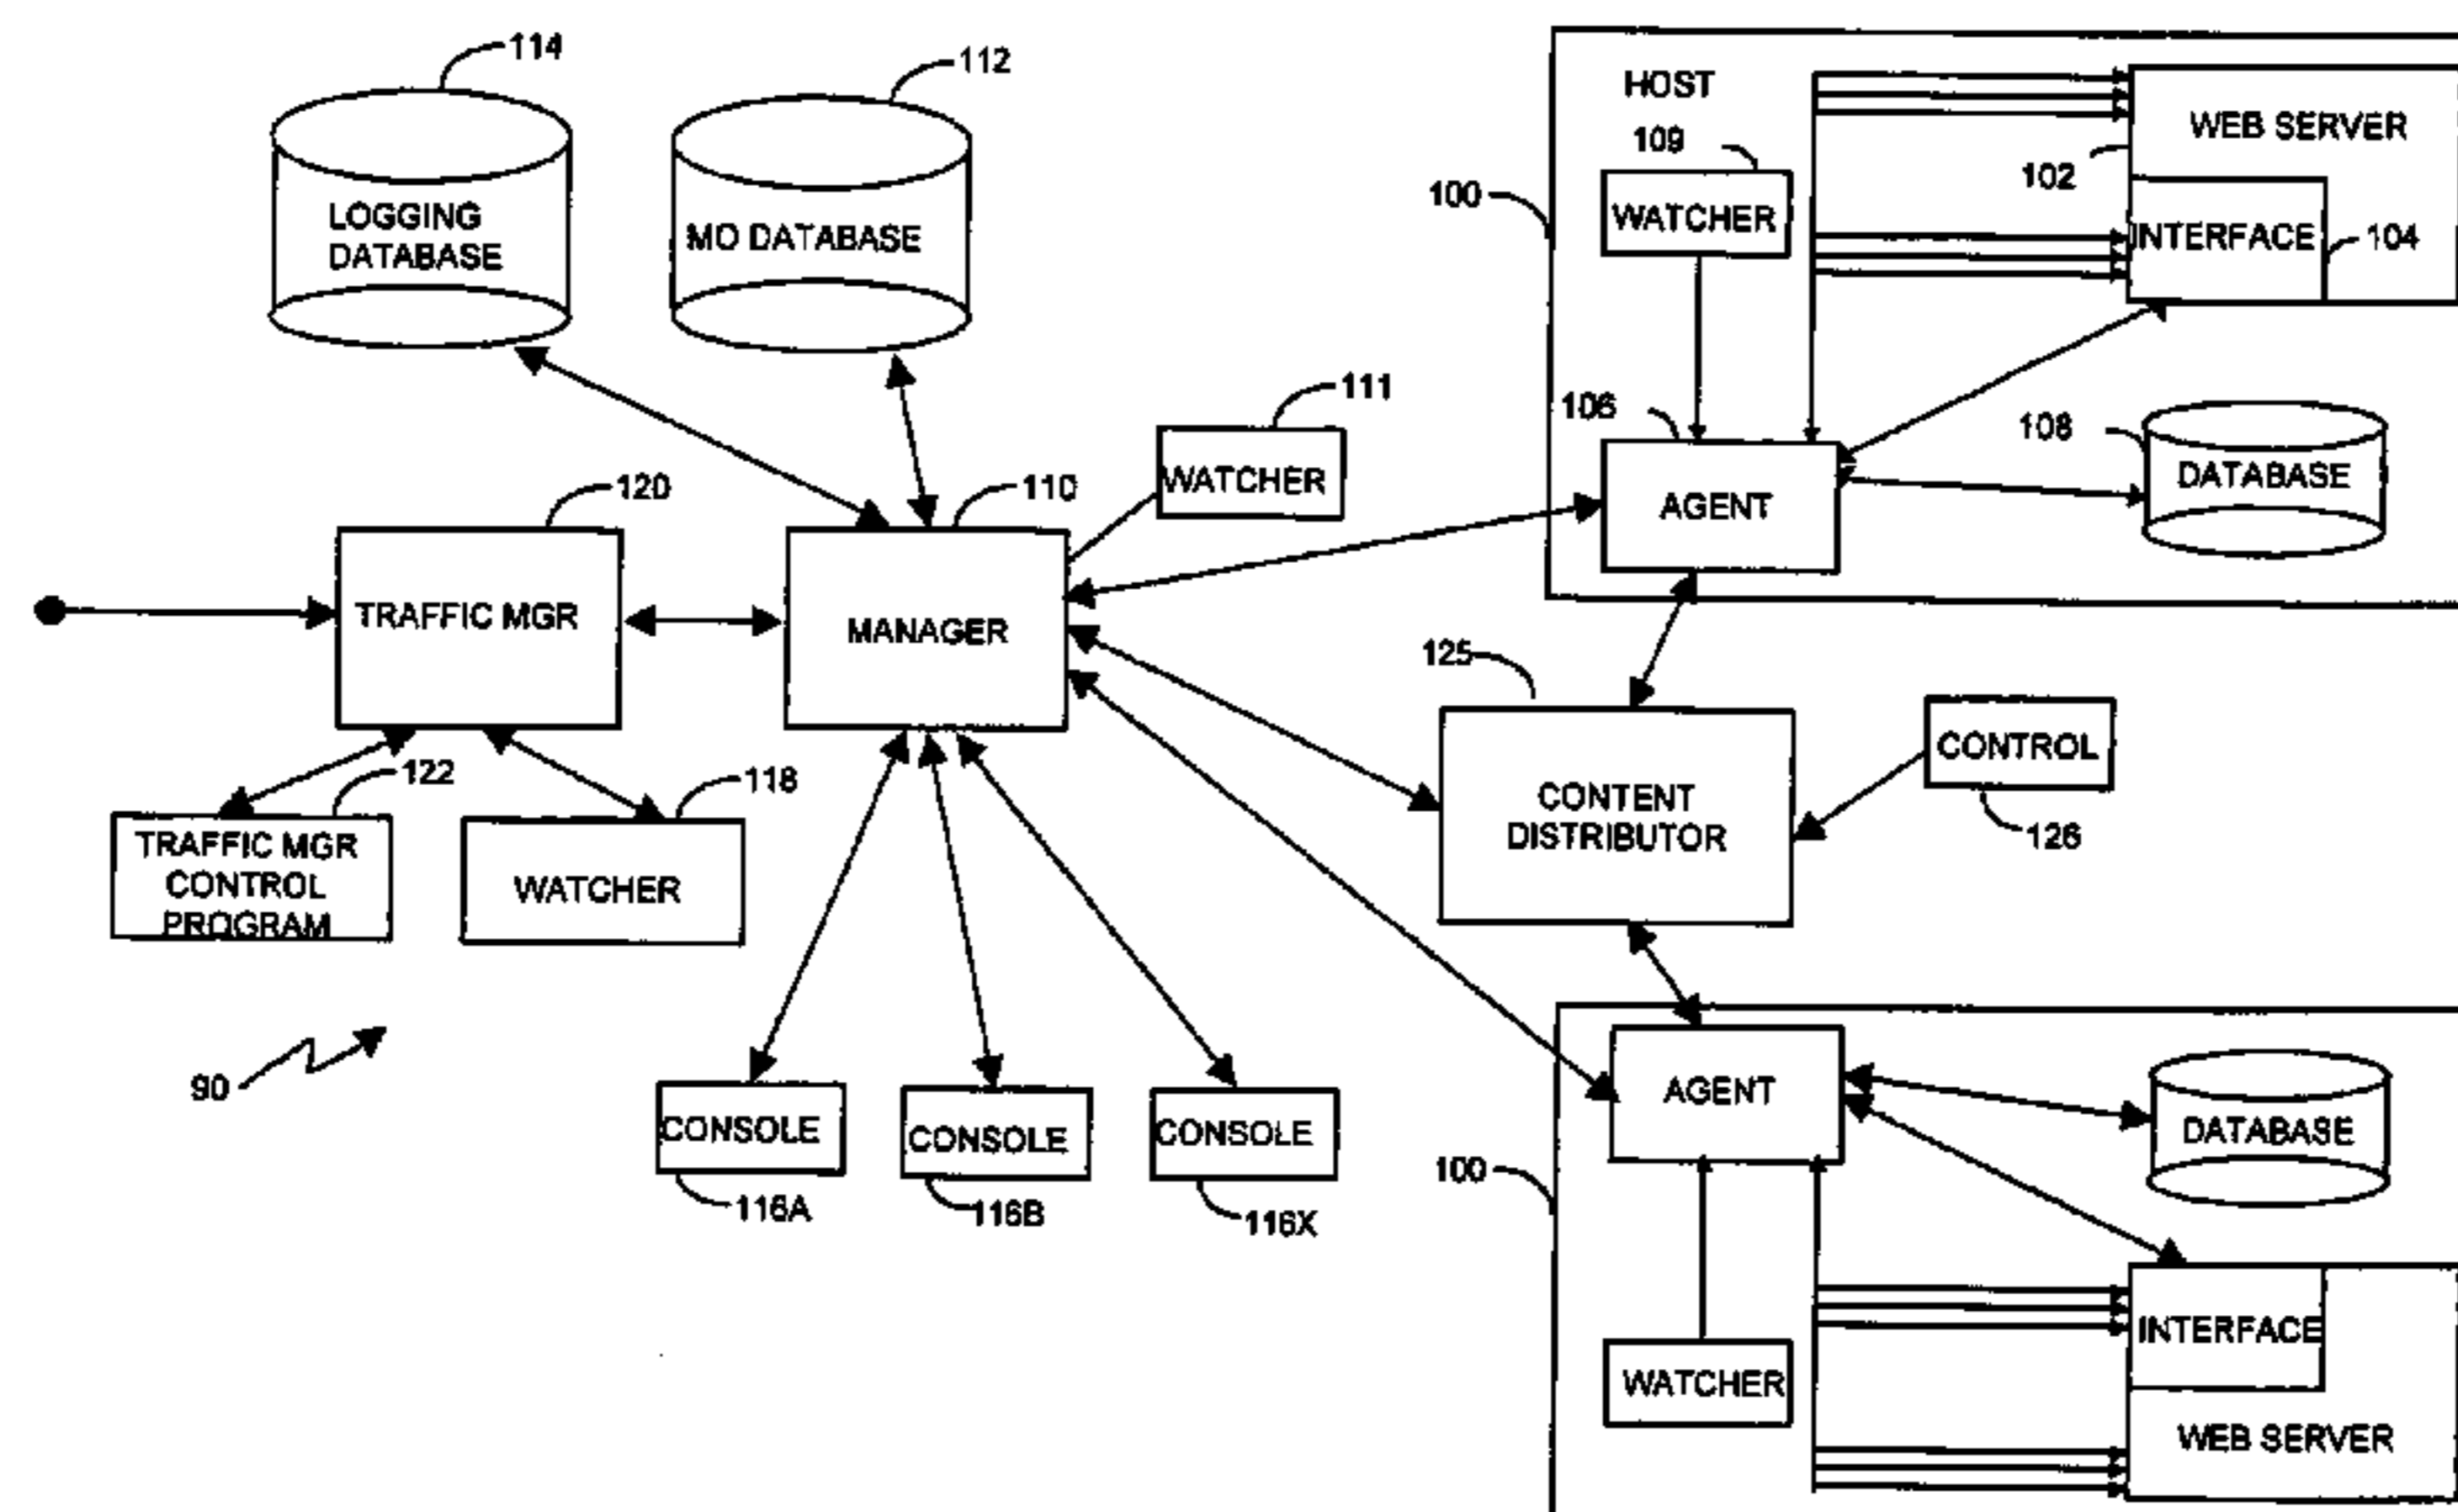 114
112
LOGGING
DATABASE
MO DATABASE
HOST
109
WATCHER
100
WEB SERVER
102
INTERFACE
104
111
WATCHER
106
AGENT
108
DATABASE
120
TRAFFIC MGR
110
MANAGER
125
CONTENT
DISTRIBUTOR
CONTROL
126
122
TRAFFIC MGR
CONTROL
PROGRAM
118
WATCHER
90
CONSOLE
116A
CONSOLE
116B
CONSOLE
116X
100
AGENT
DATABASE
WATCHER
INTERFACE
WEB SERVER